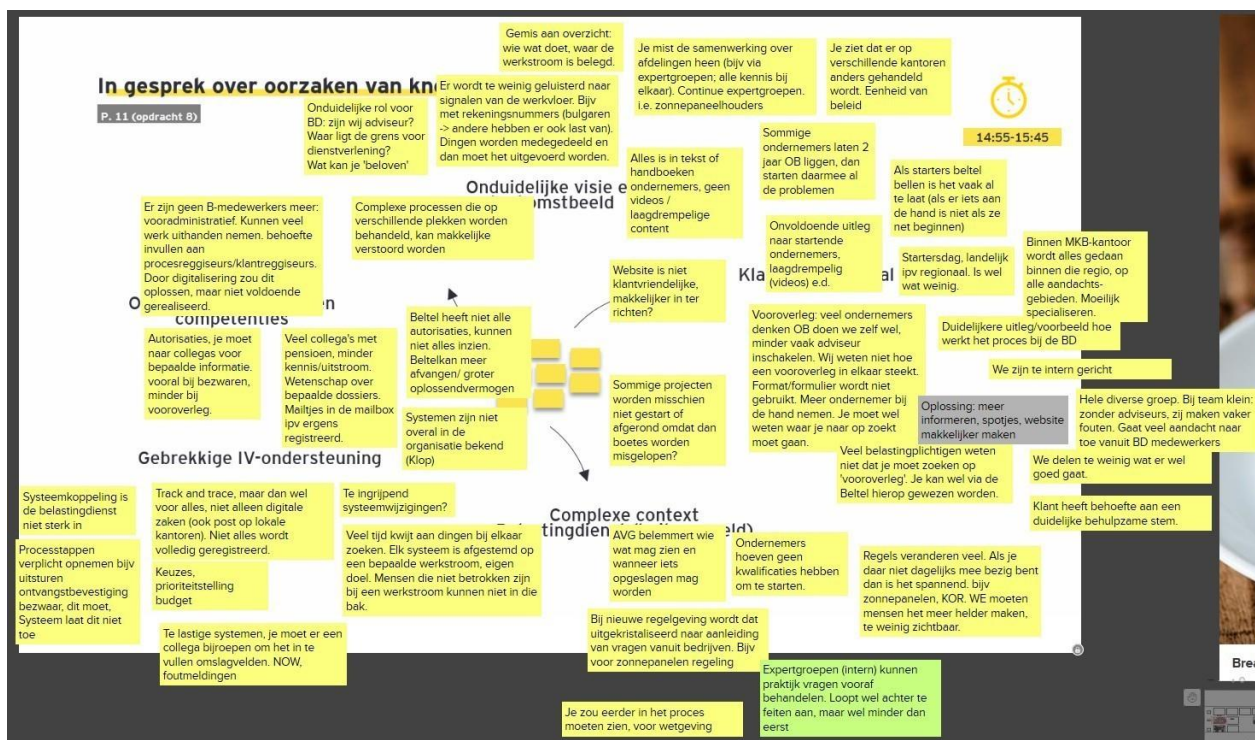 In gesprek over oorzaken van kn
P. 11 (opdracht 8)
14:55-15:45
Gemis aan overzicht:
wie wat doet, waar de
werkstroom is belegd.
Je mist de samenwerking over
afdelingen heen (bijv via
expertgroepen; alle kennis bij
elkaar). Continue expertgroepen.
i.e. zonnepaneelhouders
Je ziet dat er op
verschillende kantoren
anders gehandeld
wordt. Eenheid van
beleid
Er wordt te weinig geluisterd naar
signalen van de werkvloer. Bijv
met rekeningsnummers (bulgaren
-> andere hebben er ook last van).
Dingen worden medegedeeld en
dan moet het uitgevoerd worden.
Onduidelijke rol voor
BD: zijn wij adviseur?
Waar ligt de grens voor
dienstverlening?
Wat kan je 'beloven'
Sommige
ondernemers laten 2
jaar OB liggen, dan
starten daarmee al
de problemen
Alles is in tekst of
handboeken
ondernemers, geen
videos /
laagdrempelige
content
Als starters beltel
bellen is het vaak al
te laat (als er iets aan
de hand is niet als ze
net beginnen)
Onduidelijke visie e
omstbeeld
Er zijn geen B-medewerkers meer:
vooradministratief. Kunnen veel
werk uithanden nemen. behoefte
invullen aan
procesreggiseurs/klantreggiseurs.
Door digitalisering zou dit
oplossen, maar niet voldoende
gerealiseerd.
Complexe processen die op
verschillende plekken worden
behandeld, kan makkelijke
verstoord worden
Onvoldoende uitleg
naar startende
ondernemers,
laagdrempelig
(videos) e.d.
Startersdag, landelijk
ipv regionaal. Is wel
wat weinig.
Binnen MKB-kantoor
wordt alles gedaan
binnen die regio, op
alle aandachts-
gebieden. Moeilijk
specialiseren.
Website is niet
klantvriendelijke,
makkelijker in ter
richten?
Kla
al
O
en
competenties
Beltel heeft niet alle
autorisaties, kunnen
niet alles inzien.
Beltelkan meer
afvangen/ groter
oplossendvermogen
Vooroverleg: veel ondernemers
denken OB doen we zelf wel,
minder vaak adviseur
inschakelen. Wij weten niet hoe
een vooroverleg in elkaar steekt.
Format/formulier wordt niet
gebruikt. Meer ondernemer bij
de hand nemen. Je moet wel
weten waar je naar op zoekt
moet gaan.
Duidelijkere uitleg/voorbeeld hoe
werkt het proces bij de BD
Autorisaties, je moet
naar collegas voor
bepaalde informatie.
vooral bij bezwaren,
minder bij
vooroverleg.
Veel collega's met
pensioen, minder
kennis/uitstroom.
Wetenschap over
bepaalde dossiers.
Mailtjes in de mailbox
ipv ergens
registreerd.
We zijn te intern gericht
Sommige projecten
worden misschien
niet gestart of
afgerond omdat dan
boetes worden
misgelopen?
Oplossing: meer
informeren, spotjes, website
makkelijker maken
Hele diverse groep. Bij team klein:
zonder adviseurs, zij maken vaker
fouten. Gaat veel aandacht naar
toe vanuit BD medewerkers
Systemen zijn niet
overal in de
organisatie bekend
(Klop)
Veel belastingplichtigen weten
niet dat je moet zoeken op
'vooroverleg'. Je kan wel via de
Beltel hierop gewezen worden.
We delen te weinig wat er wel
goed gaat.
Gebrekkige IV-ondersteuning
Klant heeft behoefte aan een
duidelijke behulpzame stem.
Systeemkoppeling is
de belastingdienst
niet sterk in
Track and trace, maar dan wel
voor alles, niet alleen digitale
zaken (ook post op lokale
kantoren). Niet alles wordt
volledig geregistreerd.
Te ingrijpend
systeemwijzigingen?
Complexe context
tingdien
eld)
Veel tijd kwijt aan dingen bij elkaar
zoeken. Elk systeem is afgestemd op
een bepaalde werkstroom, eigen
doel. Mensen die niet betrokken zijn
bij een werkstroom kunnen niet in die
bak.
AVG belemmert wie
wat mag zien en
wanneer iets
opgeslagen mag
worden
Ondernemers
hoeven geen
kwalificaties hebben
om te starten.
Processtappen
verplicht opnemen bijv
uitsturen
ontvangstbevestiging
bezwaar, dit moet,
Systeem laat dit niet
toe
Keuzes,
prioriteitstelling
budget
Regels veranderen veel. Als je
daar niet dagelijks mee bezig bent
dan is het spannend. bijv
zonnepanelen, KOR. WE moeten
mensen het meer helder maken,
te weinig zichtbaar.
Te lastige systemen, je moet er een
collega bijroepen om het in te
vullen omslagvelden. NOW,
foutmeldingen
Bij nieuwe regelgeving wordt dat
uitgekristaliseerd naar aanleiding
van vragen vanuit bedrijven. Bijv
voor zonnepanelen regeling
Expertgroepen (intern) kunnen
praktijk vragen vooraf
behandelen. Loopt wel achter te
feiten aan, maar wel minder dan
eerst
Je zou eerder in het proces
moeten zien, voor wetgeving
Brea